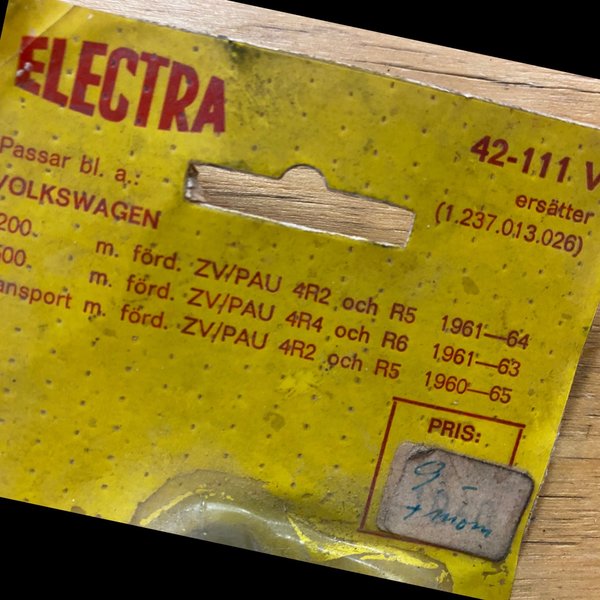 ELECTRA
42-111 V
ersätter
(1.237.013.026)
Passar bl. a.:
VOLKSWAGEN
200. m. förd. ZV/PAU 4R2 och R5 1961—64
500. m. förd. ZV/PAU 4R4 och R6 1961—63
ansport m. förd. ZV/PAU 4R2 och R5 1960—65
PRIS:
9,-
+ mom